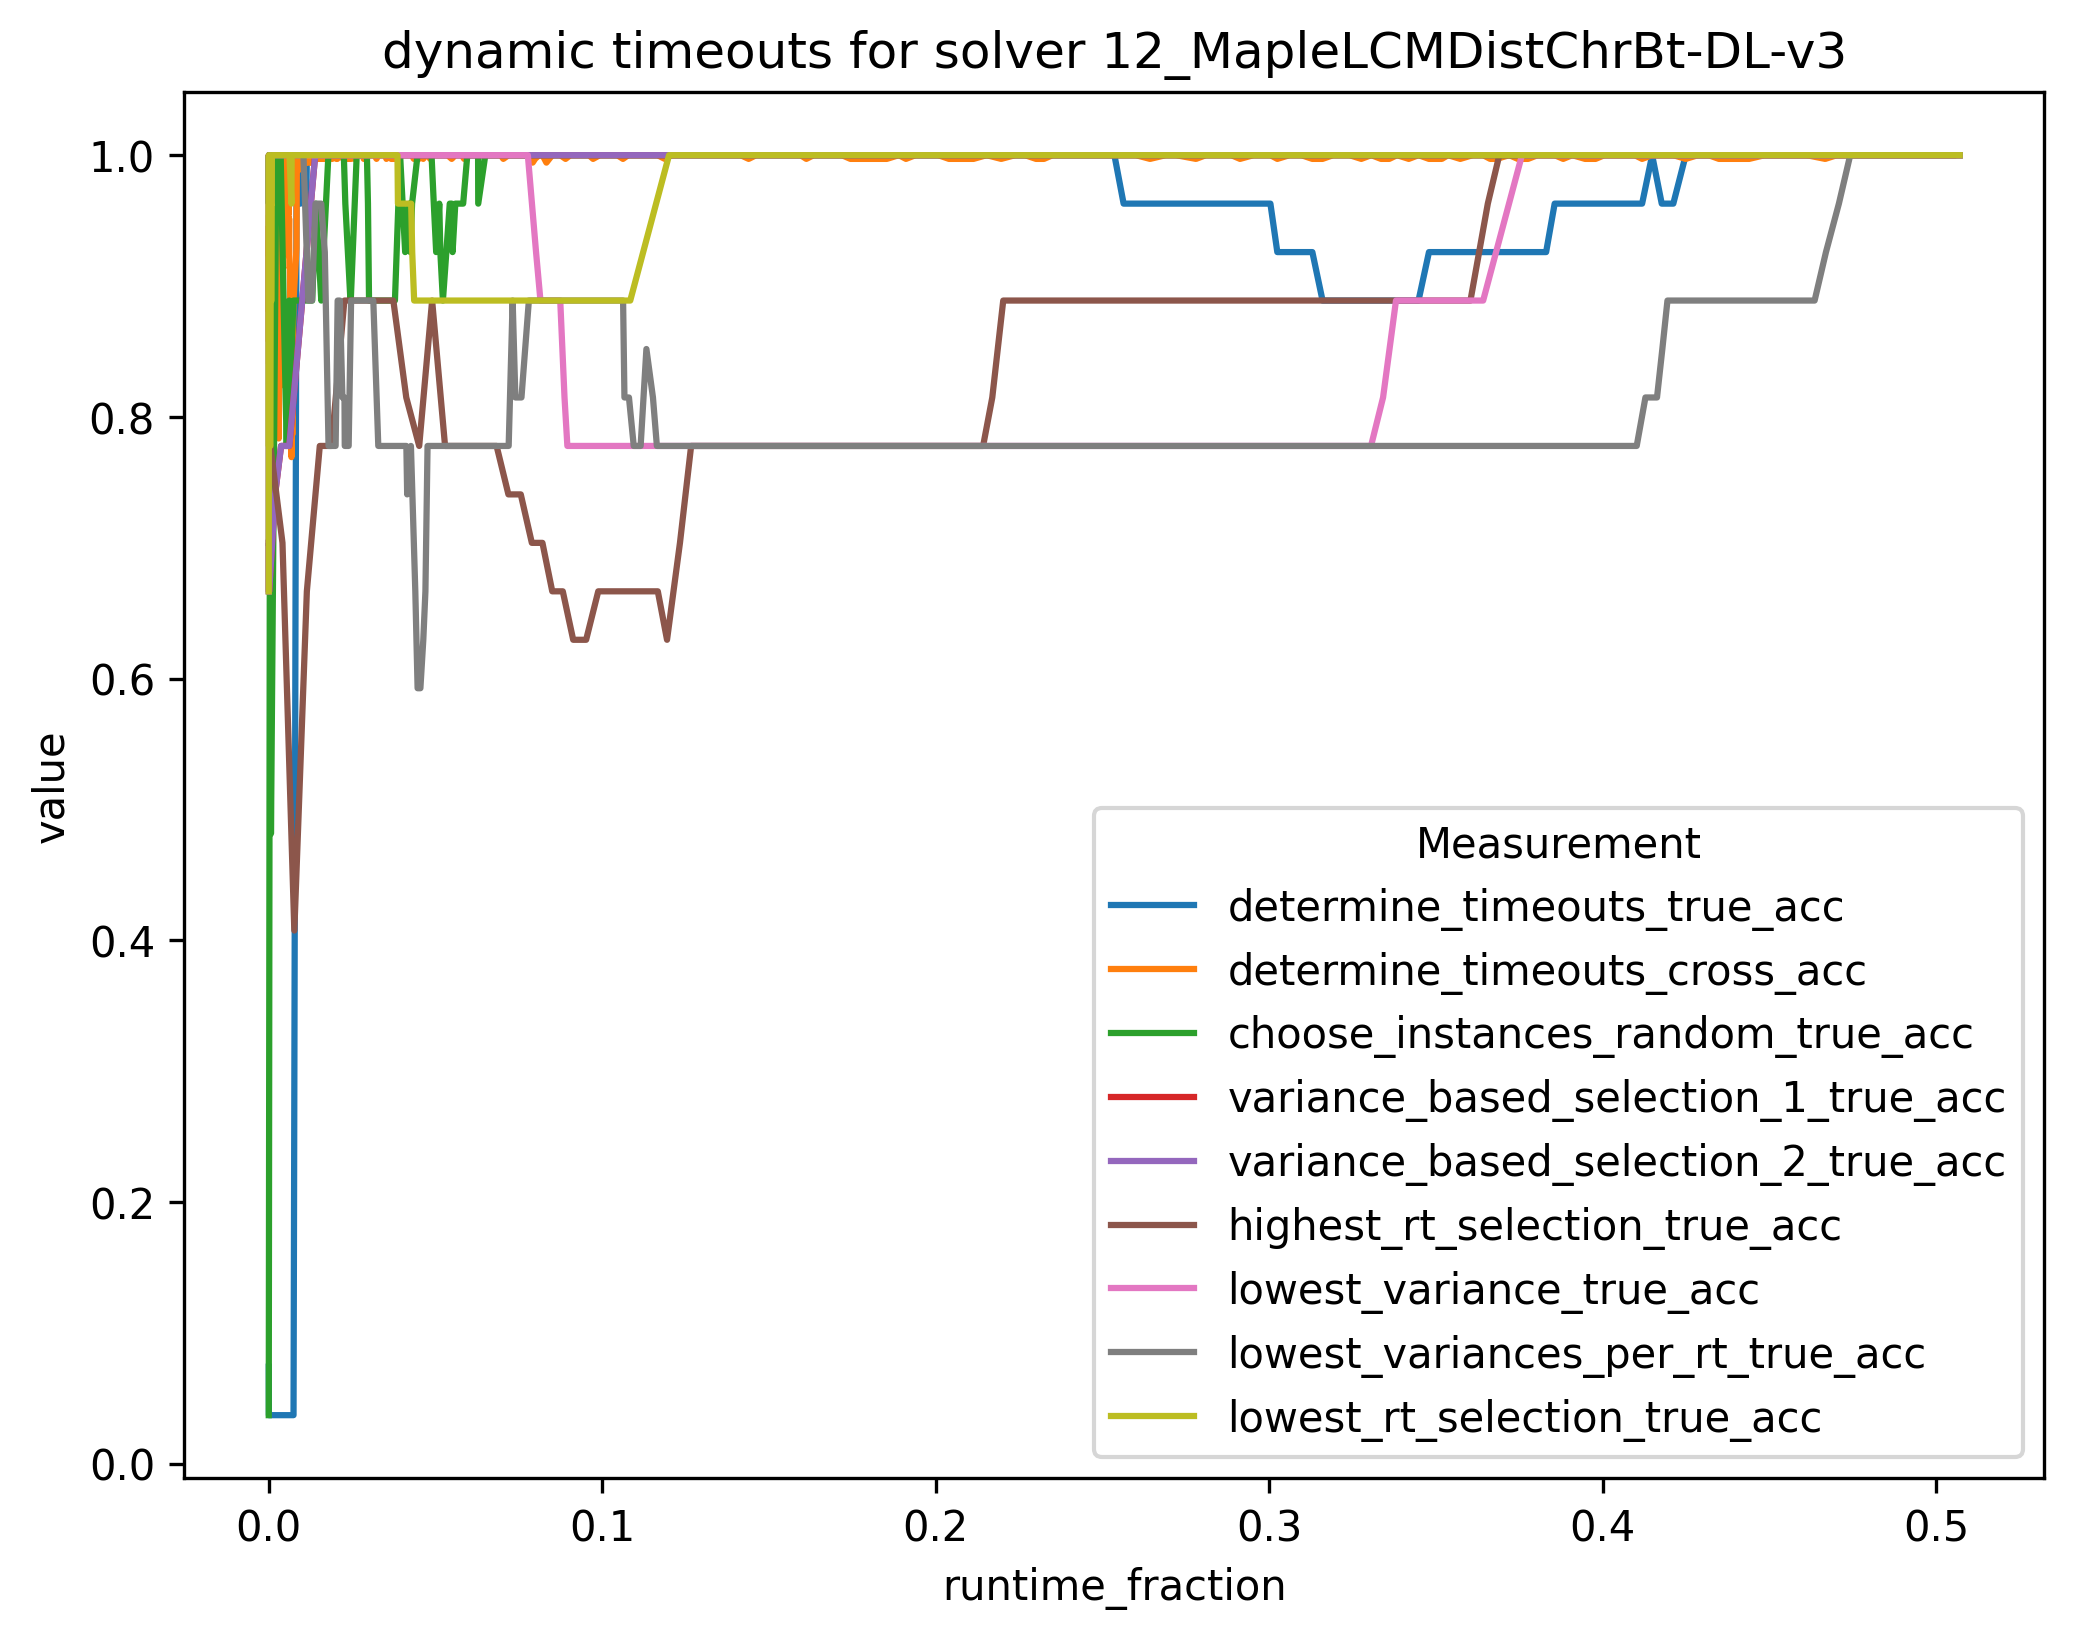 dynamic timeouts for solver 12_MapleLCMDistChrBt-DL-v3
1.0
0.8
0.6
0.4
0.2
0.0
value
0.0 0.1 0.2 0.3 0.4 0.5
runtime_fraction
Measurement
determine_timeouts_true_acc
determine_timeouts_cross_acc
choose_instances_random_true_acc
variance_based_selection_1_true_acc
variance_based_selection_2_true_acc
highest_rt_selection_true_acc
lowest_variance_true_acc
lowest_variances_per_rt_true_acc
lowest_rt_selection_true_acc